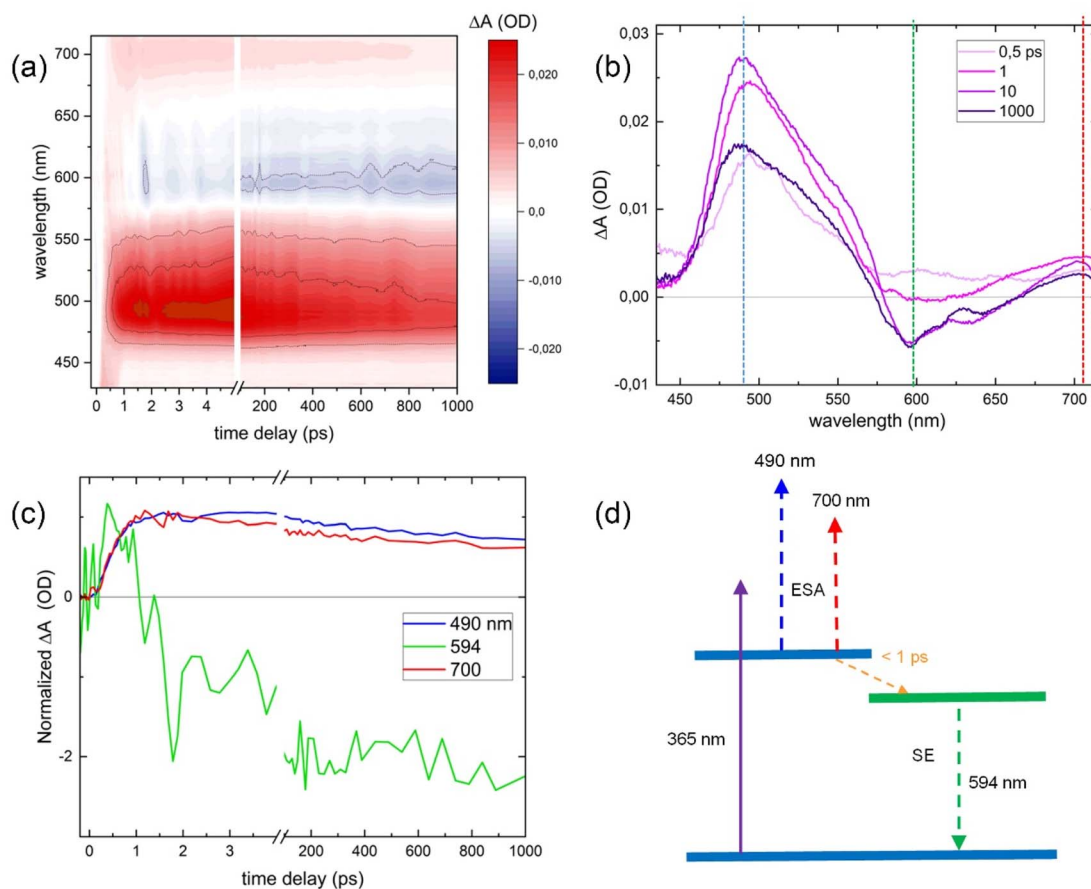 (a)
ΔA (OD)
700
650
600
550
500
450
wavelength (nm)
0 1 2 3 4 200 400 600 800 1000
time delay (ps)
0,020
0,010
0,0
-0,010
-0,020
(b)
0,03
0,02
0,01
0,00
-0,01
ΔA (OD)
0,5 ps
1
10
1000
450 500 550 600 650 700
wavelength (nm)
(c)
0
-2
Normalized ΔA (OD)
490 nm
594
700
0 1 2 3 200 400 600 800 1000
time delay (ps)
(d)
490 nm
700 nm
ESA
< 1 ps
365 nm
SE
594 nm